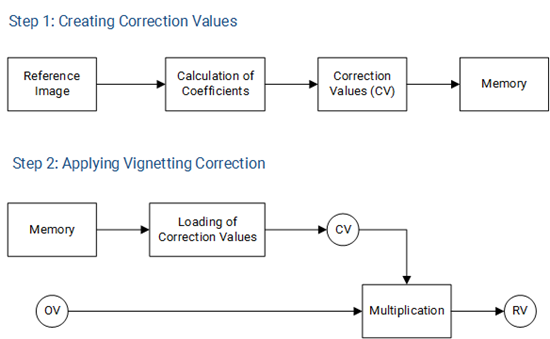 Step 1: Creating Correction Values
Reference
Image
Calculation of
Coefficients
Correction
Values (CV)
Memory
Step 2: Applying Vignetting Correction
Memory
Loading of
Correction Values
CV
OV
Multiplication
RV